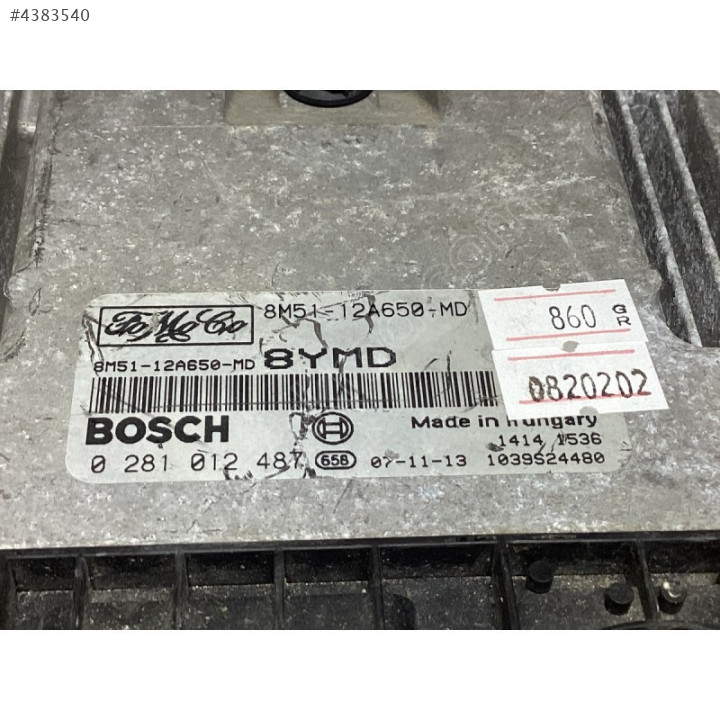 #4383540
FoMoCo
8M51-12A650-MD
860 GR
8M51-12A650-MD 8YMD
0820202
BOSCH
Made in Hungary
1414 1536
0 281 012 487 658 07-11-13 1039S24480